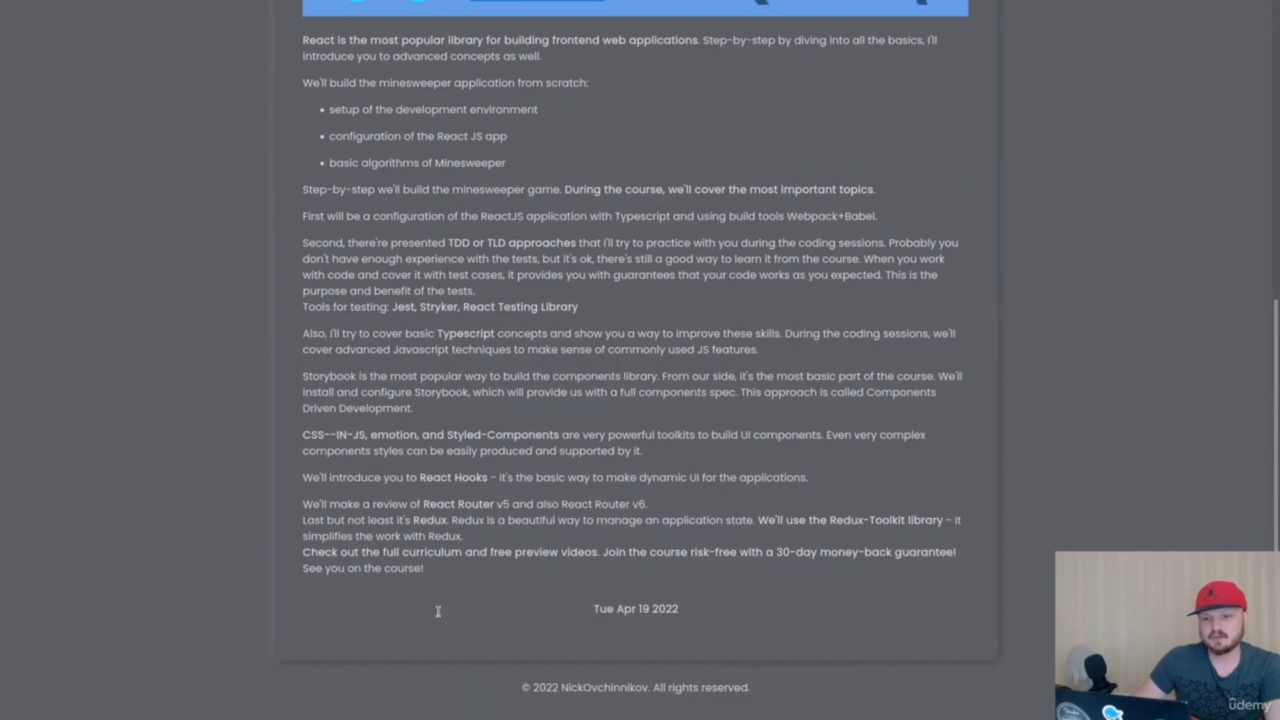 React is the most popular library for building frontend web applications. Step-by-step by diving into all the basics, I'll
introduce you to advanced concepts as well.
We'll build the minesweeper application from scratch:
• setup of the development environment
• configuration of the React JS app
• basic algorithms of Minesweeper
Step-by-step we'll build the minesweeper game. During the course, we'll cover the most important topics.
First will be a configuration of the ReactJS application with Typescript and using build tools Webpack+Babel.
Second, there're presented TDD or TLD approaches that I'll try to practice with you during the coding sessions. Probably you
don't have enough experience with the tests, but it's ok, there's still a good way to learn it from the course. When you work
with code and cover it with test cases, it provides you with guarantees that your code works as you expected. This is the
purpose and benefit of the tests.
Tools for testing: Jest, Stryker, React Testing Library
Also, I'll try to cover basic Typescript concepts and show you a way to improve these skills. During the coding sessions, we'll
cover advanced Javascript techniques to make sense of commonly used JS features.
Storybook is the most popular way to build the components library. From our side, it's the most basic part of the course. We'll
install and configure Storybook, which will provide us with a full components spec. This approach is called Components
Driven Development.
CSS--IN-JS, emotion, and Styled-Components are very powerful toolkits to build UI components. Even very complex
components styles can be easily produced and supported by it.
We'll introduce you to React Hooks - it's the basic way to make dynamic UI for the applications.
We'll make a review of React Router v5 and also React Router v6.
Last but not least it's Redux. Redux is a beautiful way to manage an application state. We'll use the Redux-Toolkit library - it
simplifies the work with Redux.
Check out the full curriculum and free preview videos. Join the course risk-free with a 30-day money-back guarantee!
See you on the course!
Tue Apr 19 2022
© 2022 NickOvchinnikov. All rights reserved.
ûdemy